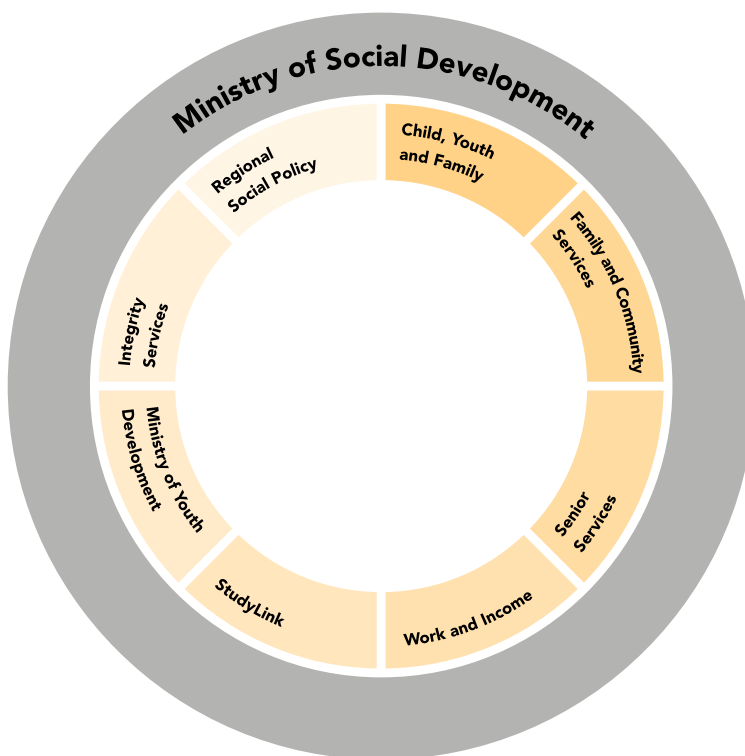 Ministry of Social Development
Child, Youth
and Family
Family and Community
Services
Senior
Services
Work and Income
StudyLink
Ministry of Youth
Development
Integrity
Services
Regional
Social Policy